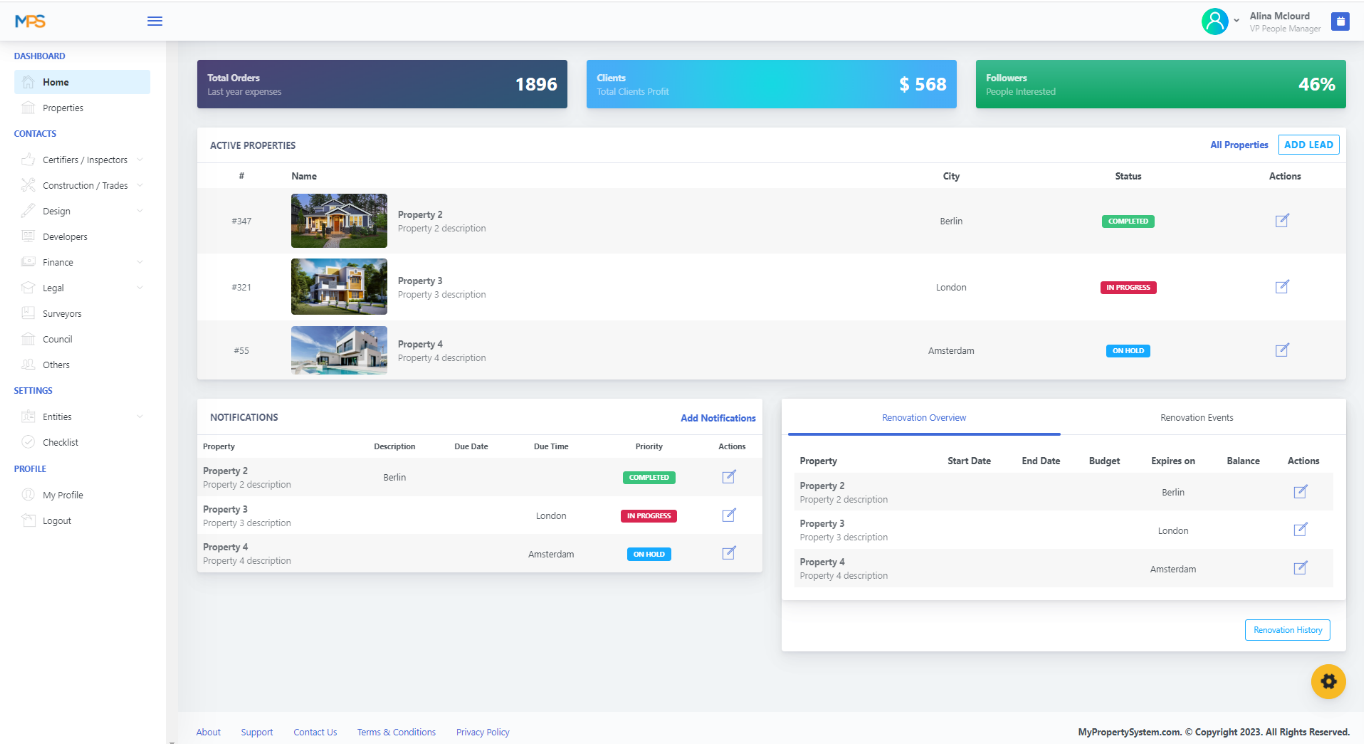 MPS
Alina Mclourd
VP People Manager
DASHBOARD
Home
Properties
CONTACTS
Certifiers / Inspectors
Construction / Trades
Design
Developers
Finance
Legal
Surveyors
Council
Others
SETTINGS
Entities
Checklist
PROFILE
My Profile
Logout
Total Orders
Last year expenses
1896
Clients
Total Clients Profit
$ 568
Followers
People Interested
46%
ACTIVE PROPERTIES
All Properties ADD LEAD
# Name City Status Actions
#347 Property 2 Berlin COMPLETED
Property 2 description
#321 Property 3 London IN PROGRESS
Property 3 description
#55 Property 4 Amsterdam ON HOLD
Property 4 description
NOTIFICATIONS Add Notifications
Property Description Due Date Due Time Priority Actions
Property 2 Berlin COMPLETED
Property 2 description
Property 3 London IN PROGRESS
Property 3 description
Property 4 Amsterdam ON HOLD
Property 4 description
Renovation Overview Renovation Events
Property Start Date End Date Budget Expires on Balance Actions
Property 2 Berlin
Property 2 description
Property 3 London
Property 3 description
Property 4 Amsterdam
Property 4 description
Renovation History
About Support Contact Us Terms & Conditions Privacy Policy
MyPropertySystem.com. © Copyright 2023. All Rights Reserved.